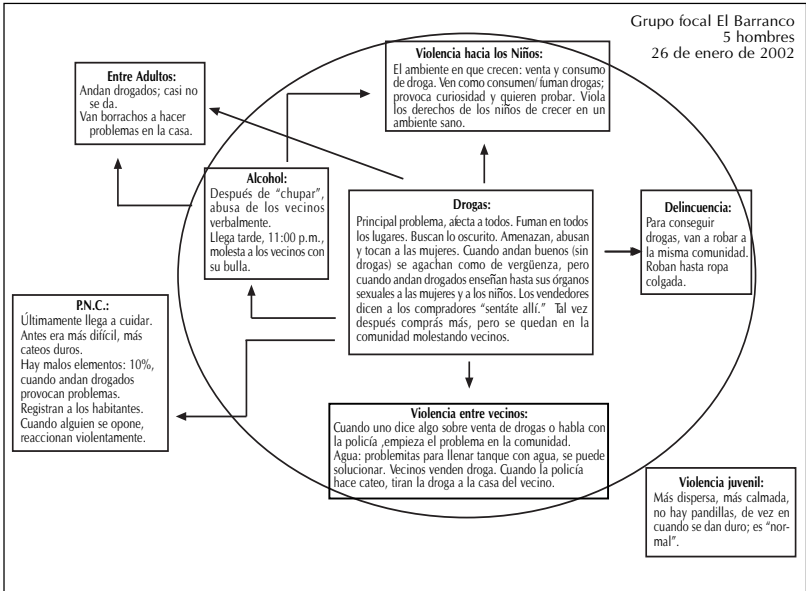 Grupo focal El Barranco
5 hombres
26 de enero de 2002
Violencia hacia los Niños:
El ambiente en que crecen: venta y consumo
de droga. Ven como consumen/ fuman drogas;
provoca curiosidad y quieren probar. Viola
los derechos de los niños de crecer en un
ambiente sano.
Entre Adultos:
Andan drogados; casi no
se da.
Van borrachos a hacer
problemas en la casa.
Alcohol:
Después de “chupar”,
abusa de los vecinos
verbalmente.
Llega tarde, 11:00 p.m.,
molesta a los vecinos con
su bulla.
Drogas:
Principal problema, afecta a todos. Fuman en todos
los lugares. Buscan lo oscurito. Amenazan, abusan
y tocan a las mujeres. Cuando andan buenos (sin
drogas) se agachan como de vergüenza, pero
cuando andan drogados enseñan hasta sus órganos
sexuales a las mujeres y a los niños. Los vendedores
dicen a los compradores “sentáte allí.” Tal vez
después comprás más, pero se quedan en la
comunidad molestando vecinos.
Delincuencia:
Para conseguir
drogas, van a robar a
la misma comunidad.
Roban hasta ropa
colgada.
P.N.C.:
Últimamente llega a cuidar.
Antes era más difícil, más
cateos duros.
Hay malos elementos: 10%,
cuando andan drogados
provocan problemas.
Registran a los habitantes.
Cuando alguien se opone,
reaccionan violentamente.
Violencia entre vecinos:
Cuando uno dice algo sobre venta de drogas o habla con
la policía ,empieza el problema en la comunidad.
Agua: problemitas para llenar tanque con agua, se puede
solucionar. Vecinos venden droga. Cuando la policía
hace cateo, tiran la droga a la casa del vecino.
Violencia juvenil:
Más dispersa, más calmada,
no hay pandillas, de vez en
cuando se dan duro; es “nor-
mal”.